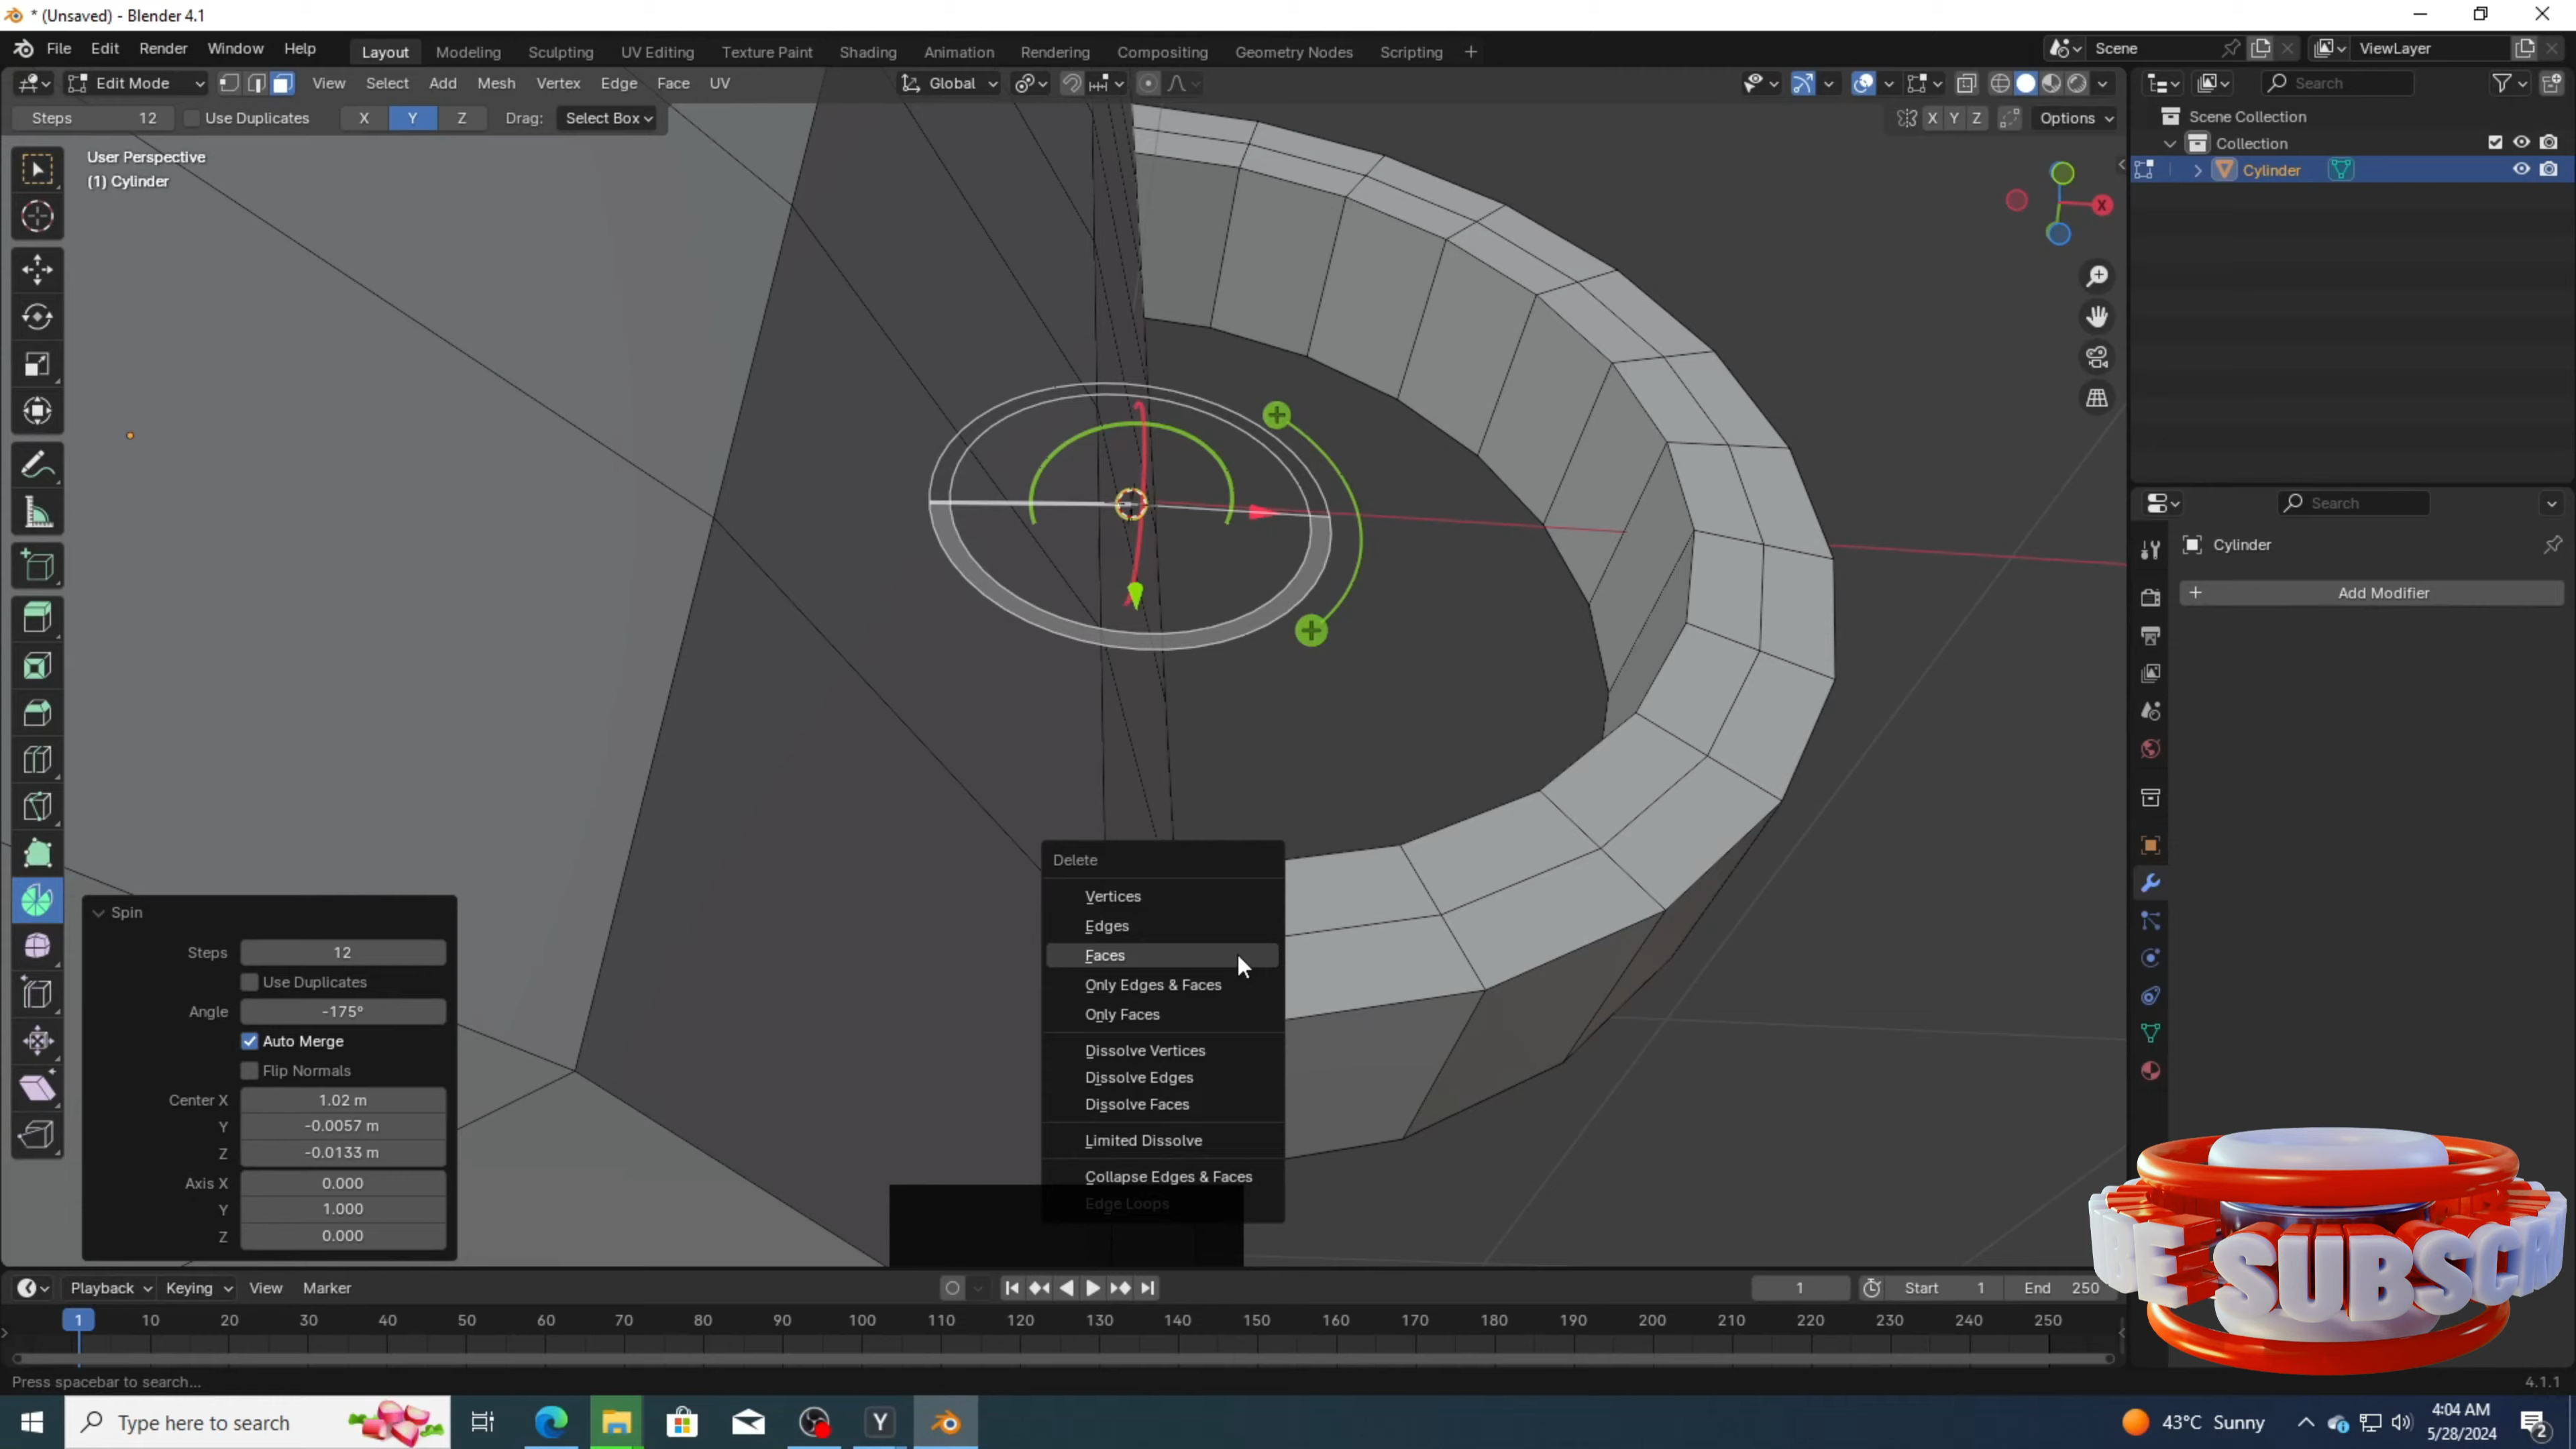 * (Unsaved) - Blender 4.1
File Edit Render Window Help Layout Modeling Sculpting UV Editing Texture Paint Shading Animation Rendering Compositing Geometry Nodes Scripting + Scene ViewLayer
Edit Mode View Select Add Mesh Vertex Edge Face UV Global Search
Steps 12 Use Duplicates X Y Z Drag: Select Box X Y Z Options
Scene Collection
Collection
Cylinder
User Perspective
(1) Cylinder
X
Search
Cylinder
+ Add Modifier
Delete
Vertices
Edges
Faces
Only Edges & Faces
Only Faces
Dissolve Vertices
Dissolve Edges
Dissolve Faces
Limited Dissolve
Collapse Edges & Faces
Edge Loops
Spin
Steps 12
Use Duplicates
Angle -175°
Auto Merge
Flip Normals
Center X 1.02 m
Y -0.0057 m
Z -0.0133 m
Axis X 0.000
Y 1.000
Z 0.000
BE SUBSCRI
Playback Keying View Marker 1 Start 1 End 250
1 10 20 30 40 50 60 70 80 90 100 110 120 130 140 150 160 170 180 190 200 210 220 230 240 250
Press spacebar to search... 4.1.1
Type here to search Y 43°C Sunny 4:04 AM
5/28/2024 2